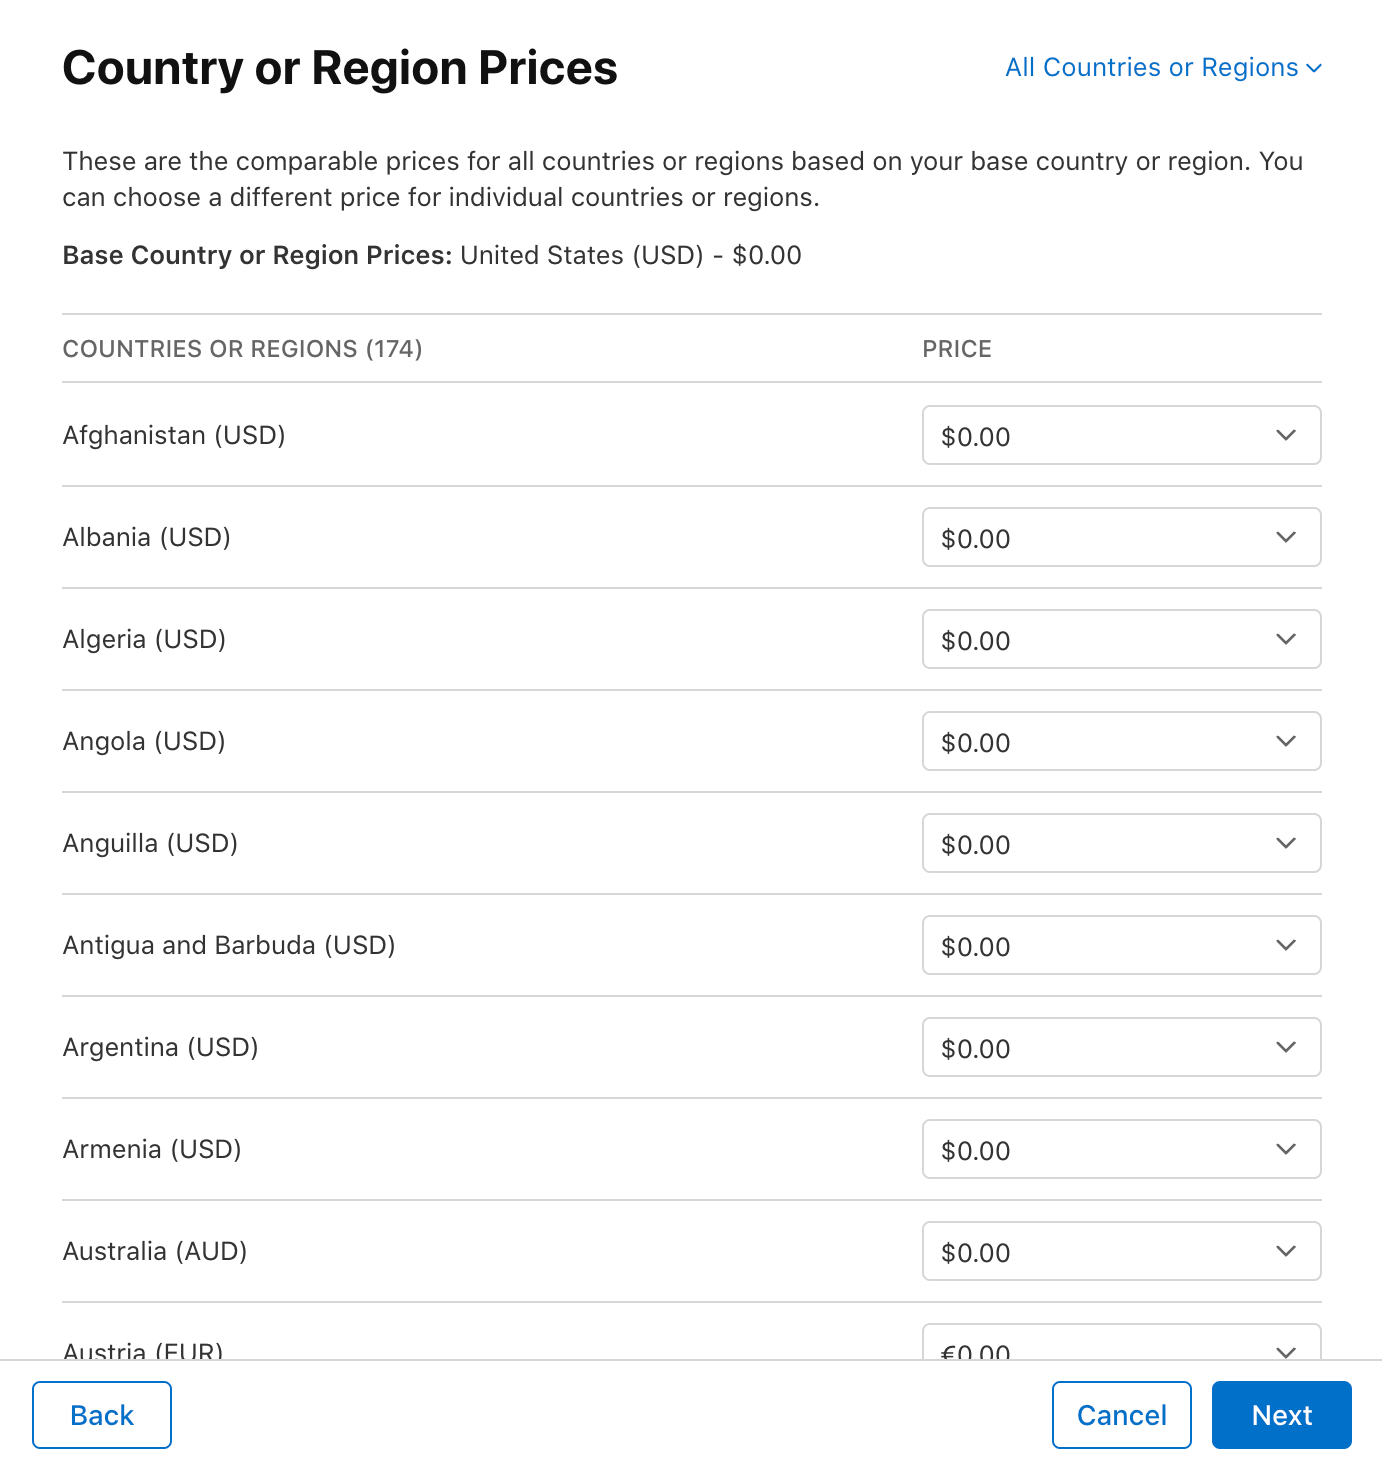 Country or Region Prices
All Countries or Regions
These are the comparable prices for all countries or regions based on your base country or region. You
can choose a different price for individual countries or regions.
Base Country or Region Prices: United States (USD) - $0.00
COUNTRIES OR REGIONS (174) PRICE
Afghanistan (USD) $0.00
Albania (USD) $0.00
Algeria (USD) $0.00
Angola (USD) $0.00
Anguilla (USD) $0.00
Antigua and Barbuda (USD) $0.00
Argentina (USD) $0.00
Armenia (USD) $0.00
Australia (AUD) $0.00
Austria (EUR) €0.00
Back Cancel Next